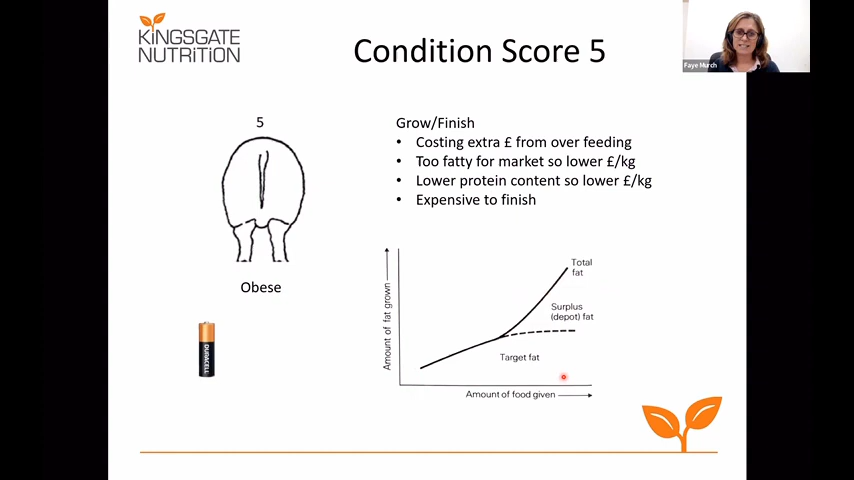 KINGSGATE
NUTRITION
Condition Score 5
Faye Murch
5
Grow/Finish
• Costing extra £ from over feeding
• Too fatty for market so lower £/kg
• Lower protein content so lower £/kg
• Expensive to finish
Obese
DURACELL
Amount of fat grown
Total
fat
Surplus
(depot) fat
Target fat
Amount of food given